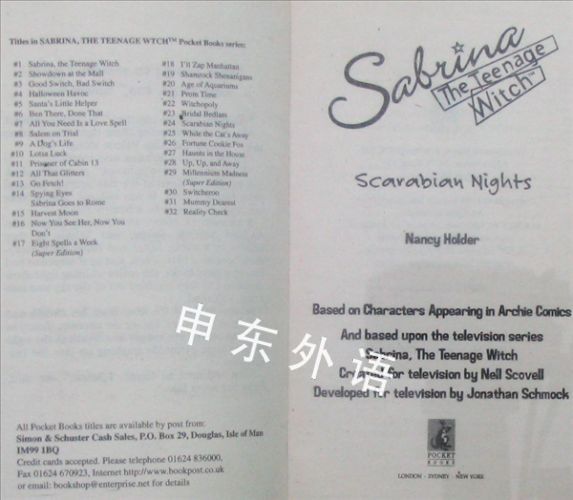 Titles in SABRINA, THE TEENAGE WTCH™ Pocket Books series:
#1 Sabrina, the Teenage Witch
#2 Showdown at the Mall
#3 Good Switch, Bad Switch
#4 Halloween Havoc
#5 Santa's Little Helper
#6 Ben There, Done That
#7 All You Need is a Love Spell
#8 Salem on Trial
#9 A Dog's Life
#10 Lotsa Luck
#11 Prisoner of Cabin 13
#12 All That Glitters
#13 Go Fetch!
#14 Spying Eyes
Sabrina Goes to Rome
#15 Harvest Moon
#16 Now You See Her, Now You
Don't
#17 Eight Spells a Week
(Super Edition)
#18 I'll Zap Manhattan
#19 Shamrock Shenanigans
#20 Age of Aquariums
#21 Prom Time
#22 Witchopoly
#23 Bridal Bedlam
#24 Scarabian Nights
#25 While the Cat's Away
#26 Fortune Cookie Fox
#27 Haunts in the House
#28 Up, Up, and Away
#29 Millennium Madness
(Super Edition)
#30 Switcheroo
#31 Mummy Dearest
#32 Reality Check
All Pocket Books titles are available by post from:
Simon & Schuster Cash Sales, P.O. Box 29, Douglas, Isle of Man
IM99 1BQ
Credit cards accepted. Please telephone 01624 836000,
Fax 01624 670923, Internet http://www.bookpost.co.uk
or email: bookshop@enterprise.net for details
Sabrina
The Teenage
Witch™
Scarabian Nights
Nancy Holder
Based on Characters Appearing in Archie Comics
And based upon the television series
Sabrina, The Teenage Witch
Created for television by Nell Scovell
Developed for television by Jonathan Schmock
POCKET
BOOKS
LONDON · SYDNEY · NEW YORK
申东外语